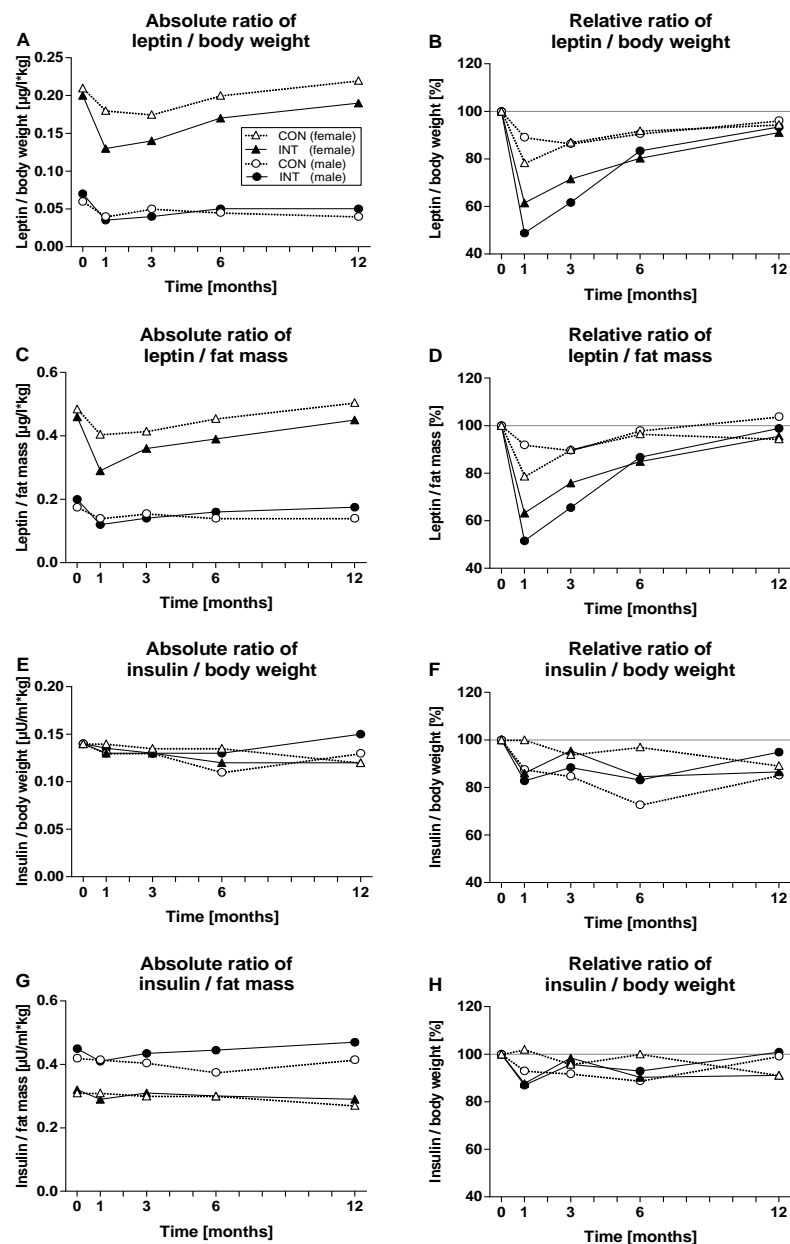 A
Absolute ratio of
leptin / body weight
Leptin / body weight [µg/l*kg]
0.25
0.20
0.15
0.10
0.05
0.00
CON (female)
INT (female)
CON (male)
INT (male)
0 1 3 6 12
Time [months]
B
Relative ratio of
leptin / body weight
Leptin / body weight [%]
120
100
80
60
40
0 1 3 6 12
Time [months]
C
Absolute ratio of
leptin / fat mass
Leptin / fat mass [µg/l*kg]
0.6
0.4
0.2
0.0
0 1 3 6 12
Time [months]
D
Relative ratio of
leptin / fat mass
Leptin / fat mass [%]
120
100
80
60
40
0 1 3 6 12
Time [months]
E
Absolute ratio of
insulin / body weight
Insulin / body weight [µU/ml*kg]
0.20
0.15
0.10
0.05
0.00
0 1 3 6 12
Time [months]
F
Relative ratio of
insulin / body weight
Insulin / body weight [%]
120
100
80
60
40
0 1 3 6 12
Time [months]
G
Absolute ratio of
insulin / fat mass
Insulin / fat mass [µU/ml*kg]
0.6
0.4
0.2
0.0
0 1 3 6 12
Time [months]
H
Relative ratio of
insulin / body weight
Insulin / body weight [%]
120
100
80
60
40
0 1 3 6 12
Time [months]